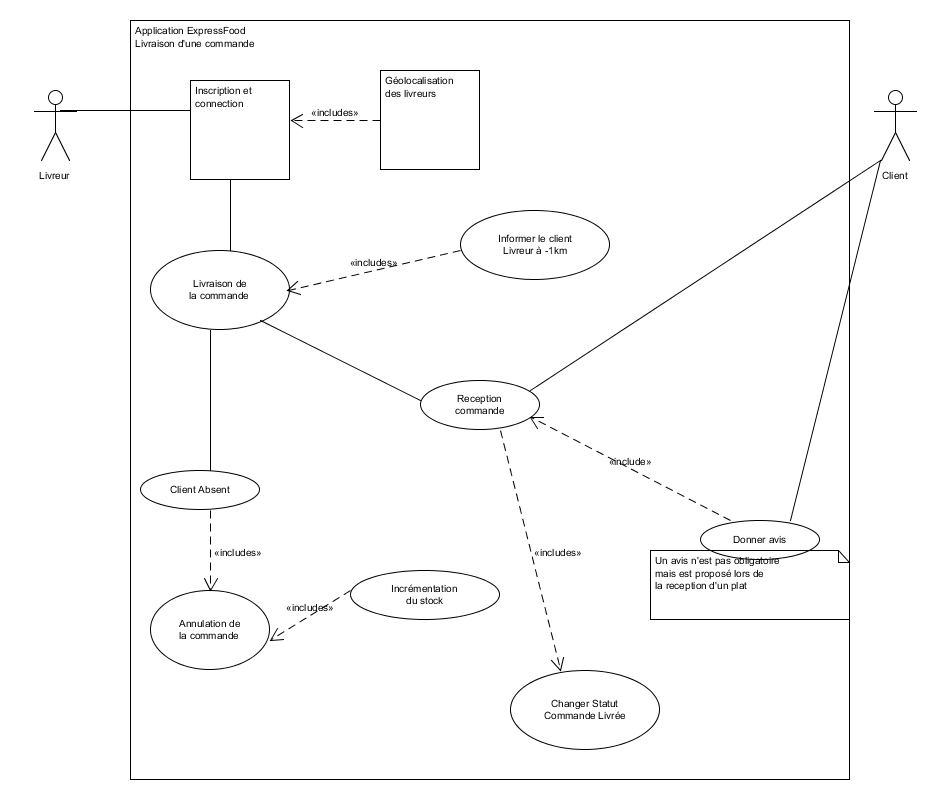 Application ExpressFood
Livraison d'une commande
Inscription et
connection
Géolocalisation
des livreurs
«includes»
Livreur
Client
Informer le client
Livreur à -1km
«includes»
Livraison de
la commande
Reception
commande
«include»
Client Absent
Donner avis
«includes»
«includes»
Un avis n'est pas obligatoire
mais est proposé lors de
la reception d'un plat
Incrémentation
du stock
«includes»
Annulation de
la commande
Changer Statut
Commande Livrée